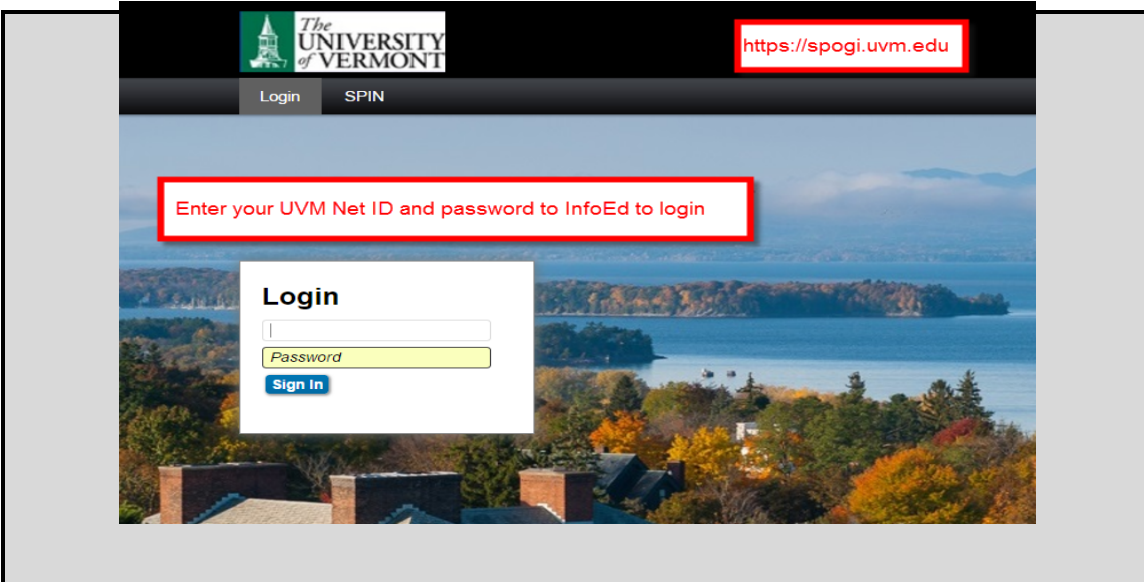 The
UNIVERSITY
of VERMONT
https://spogi.uvm.edu
Login SPIN
Enter your UVM Net ID and password to InfoEd to login
Login
Password
Sign In